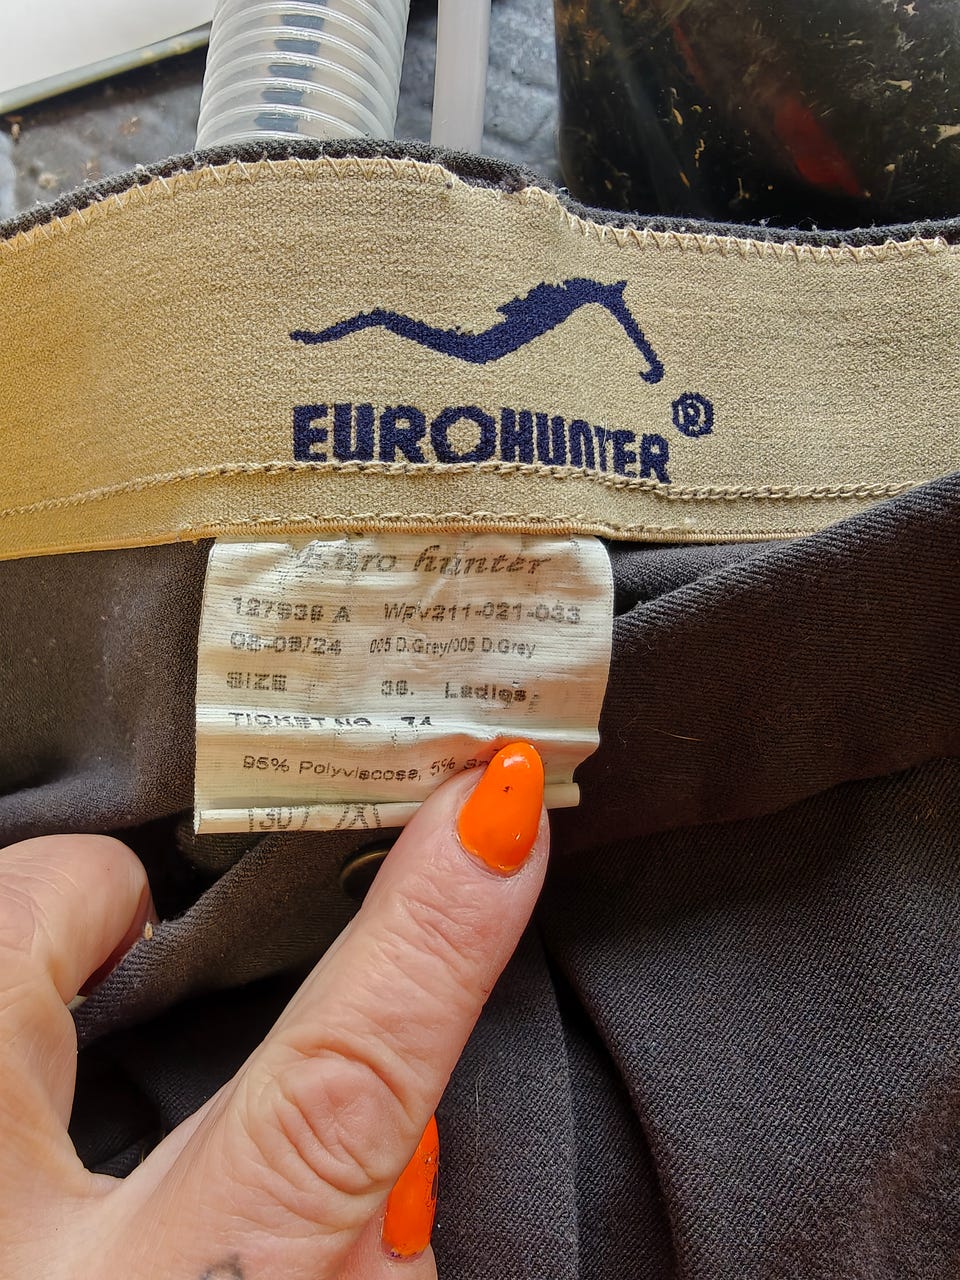 EUROHUNTER ®
Euro hunter
127938 A Wpv211-021-033
08-09/24 005 D.Grey/005 D.Grey
SIZE 38. Ladies.
TICKET NO. 74
95% Polyviscose, 5%
30°